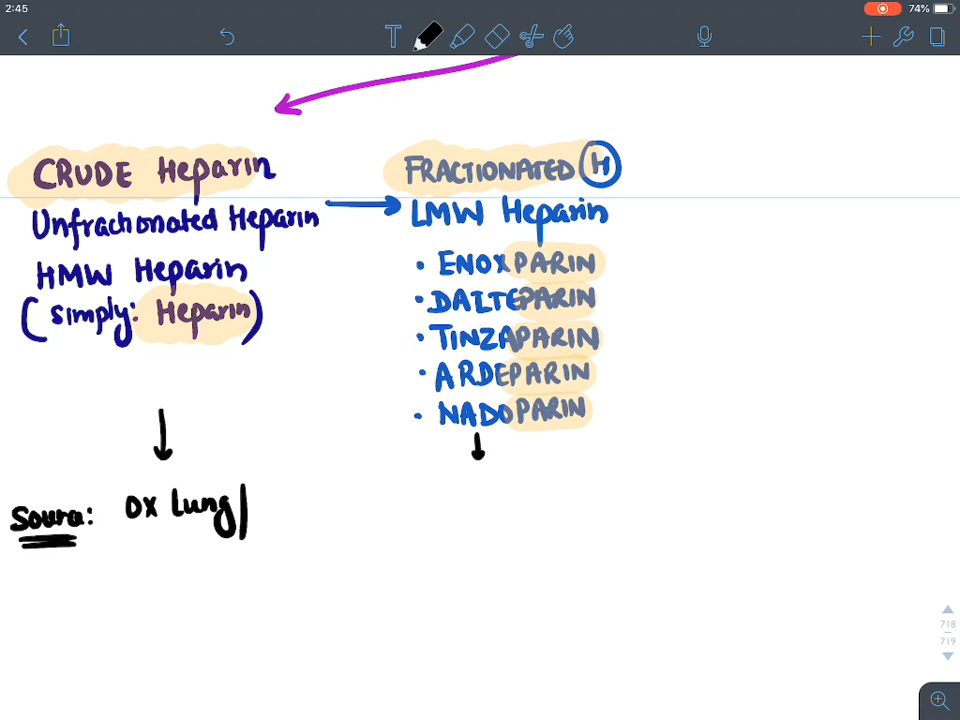 2:45
74%
T
CRUDE Heparin
Unfractionated Heparin
HMW Heparin
(simply: Heparin)
FRACTIONATED H
LMW Heparin
• ENOXPARIN
• DALTEPARIN
• TINZAPARIN
• ARDEPARIN
• NADOPARIN
Source: Ox Lung/
718
719